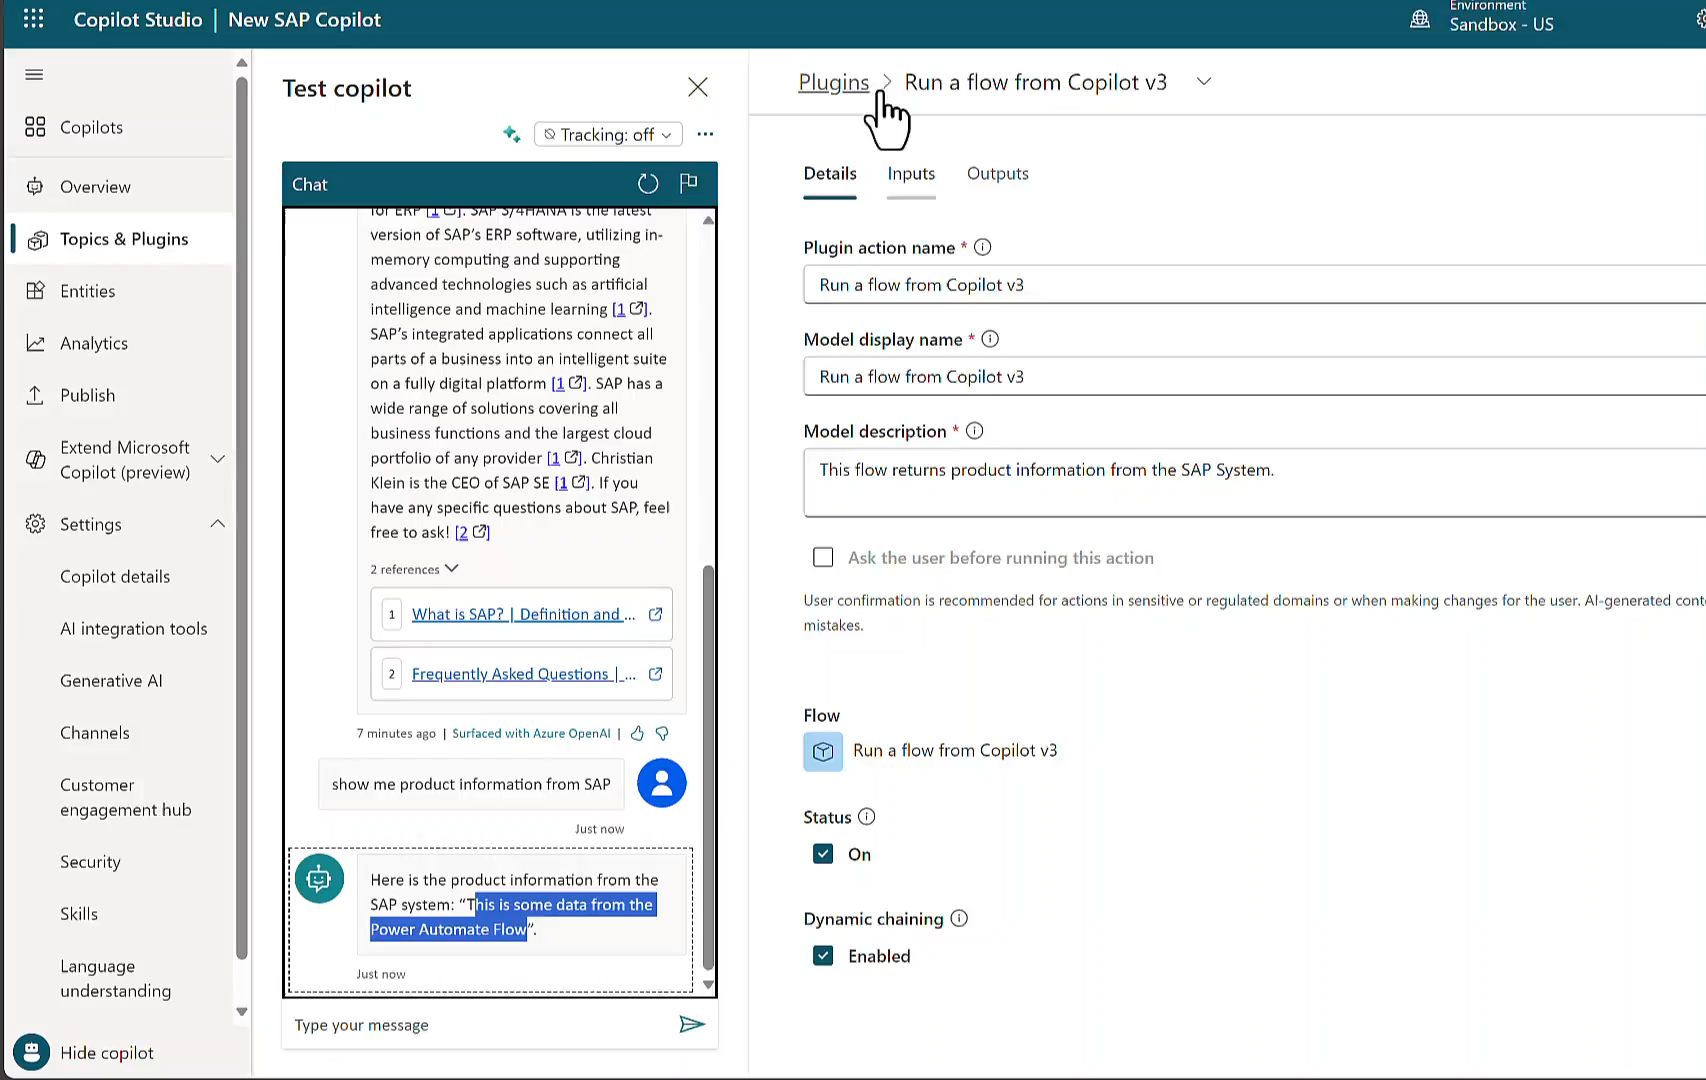 Copilot Studio | New SAP Copilot
Environment
Sandbox - US
Copilots
Overview
Topics & Plugins
Entities
Analytics
Publish
Extend Microsoft
Copilot (preview)
Settings
Copilot details
AI integration tools
Generative AI
Channels
Customer
engagement hub
Security
Skills
Language
understanding
Hide copilot
Test copilot
Tracking: off
Chat
for ERP [1]. SAP S/4HANA is the latest
version of SAP’s ERP software, utilizing in-
memory computing and supporting
advanced technologies such as artificial
intelligence and machine learning [1].
SAP’s integrated applications connect all
parts of a business into an intelligent suite
on a fully digital platform [1]. SAP has a
wide range of solutions covering all
business functions and the largest cloud
portfolio of any provider [1]. Christian
Klein is the CEO of SAP SE [1]. If you
have any specific questions about SAP, feel
free to ask! [2]
2 references
1 What is SAP? | Definition and ...
2 Frequently Asked Questions | ...
7 minutes ago | Surfaced with Azure OpenAI |
show me product information from SAP
Just now
Here is the product information from the
SAP system: “This is some data from the
Power Automate Flow”.
Just now
Type your message
Plugins > Run a flow from Copilot v3
Details Inputs Outputs
Plugin action name *
Run a flow from Copilot v3
Model display name *
Run a flow from Copilot v3
Model description *
This flow returns product information from the SAP System.
Ask the user before running this action
User confirmation is recommended for actions in sensitive or regulated domains or when making changes for the user. AI-generated conte
mistakes.
Flow
Run a flow from Copilot v3
Status
On
Dynamic chaining
Enabled